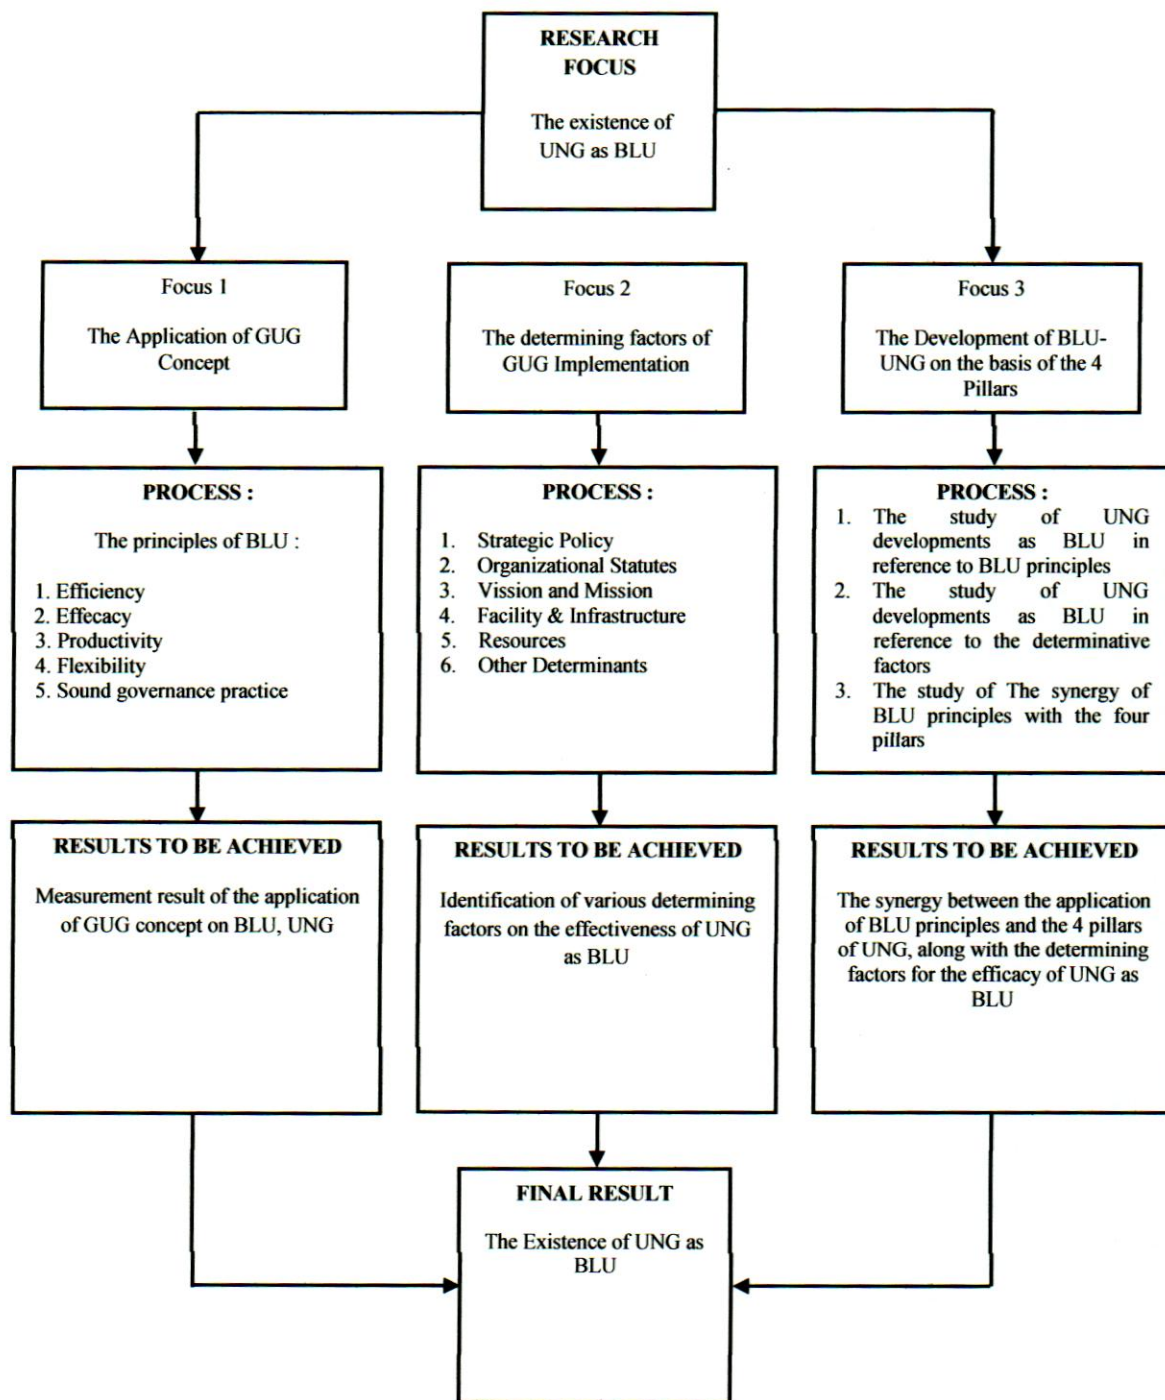 RESEARCH
FOCUS
The existence of
UNG as BLU
Focus 1
The Application of GUG
Concept
Focus 2
The determining factors of
GUG Implementation
Focus 3
The Development of BLU-
UNG on the basis of the 4
Pillars
PROCESS :
The principles of BLU :
1. Efficiency
2. Effecacy
3. Productivity
4. Flexibility
5. Sound governance practice
PROCESS :
1. Strategic Policy
2. Organizational Statutes
3. Vission and Mission
4. Facility & Infrastructure
5. Resources
6. Other Determinants
PROCESS :
1. The study of UNG
developments as BLU in
reference to BLU principles
2. The study of UNG
developments as BLU in
reference to the determinative
factors
3. The study of The synergy of
BLU principles with the four
pillars
RESULTS TO BE ACHIEVED
Measurement result of the application
of GUG concept on BLU, UNG
RESULTS TO BE ACHIEVED
Identification of various determining
factors on the effectiveness of UNG
as BLU
RESULTS TO BE ACHIEVED
The synergy between the application
of BLU principles and the 4 pillars
of UNG, along with the determining
factors for the efficacy of UNG as
BLU
FINAL RESULT
The Existence of UNG as
BLU